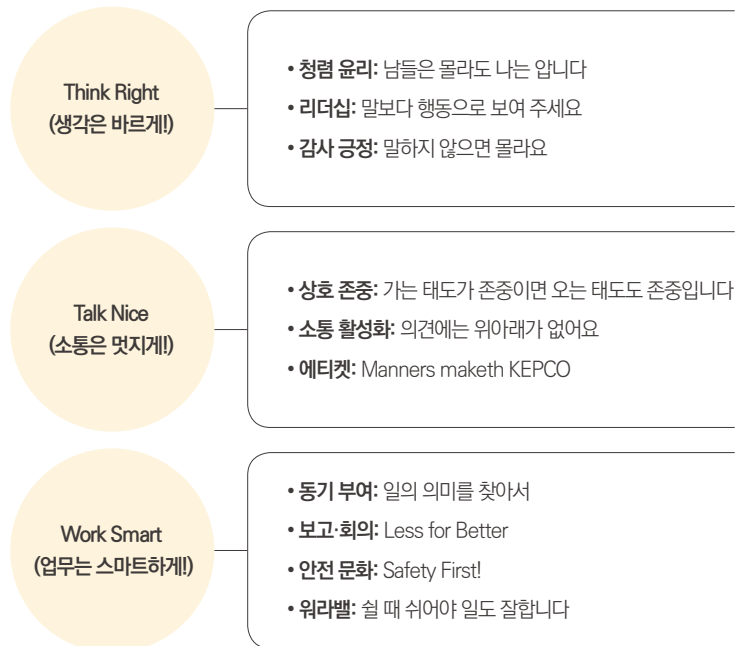 Think Right
(생각은 바르게!)
• 청렴 윤리: 남들은 몰라도 나는 압니다
• 리더십: 말보다 행동으로 보여 주세요
• 감사 긍정: 말하지 않으면 몰라요
Talk Nice
(소통은 멋지게!)
• 상호 존중: 가는 태도가 존중이면 오는 태도도 존중입니다
• 소통 활성화: 의견에는 위아래가 없어요
• 에티켓: Manners maketh KEPCO
Work Smart
(업무는 스마트하게!)
• 동기 부여: 일의 의미를 찾아서
• 보고·회의: Less for Better
• 안전 문화: Safety First!
• 워라밸: 쉴 때 쉬어야 일도 잘합니다